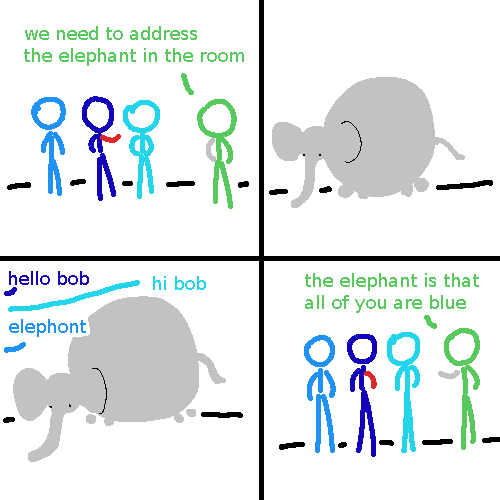 we need to address
the elephant in the room
hello bob
hi bob
elephont
the elephant is that
all of you are blue